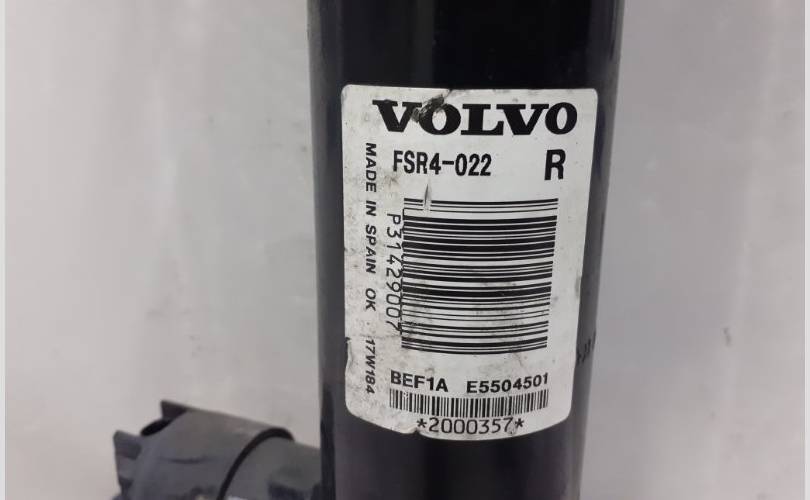 VOLVO
FSR4-022 R
MADE IN SPAIN OK 17W184
P31429007
BEF1A E5504501
*2000357*